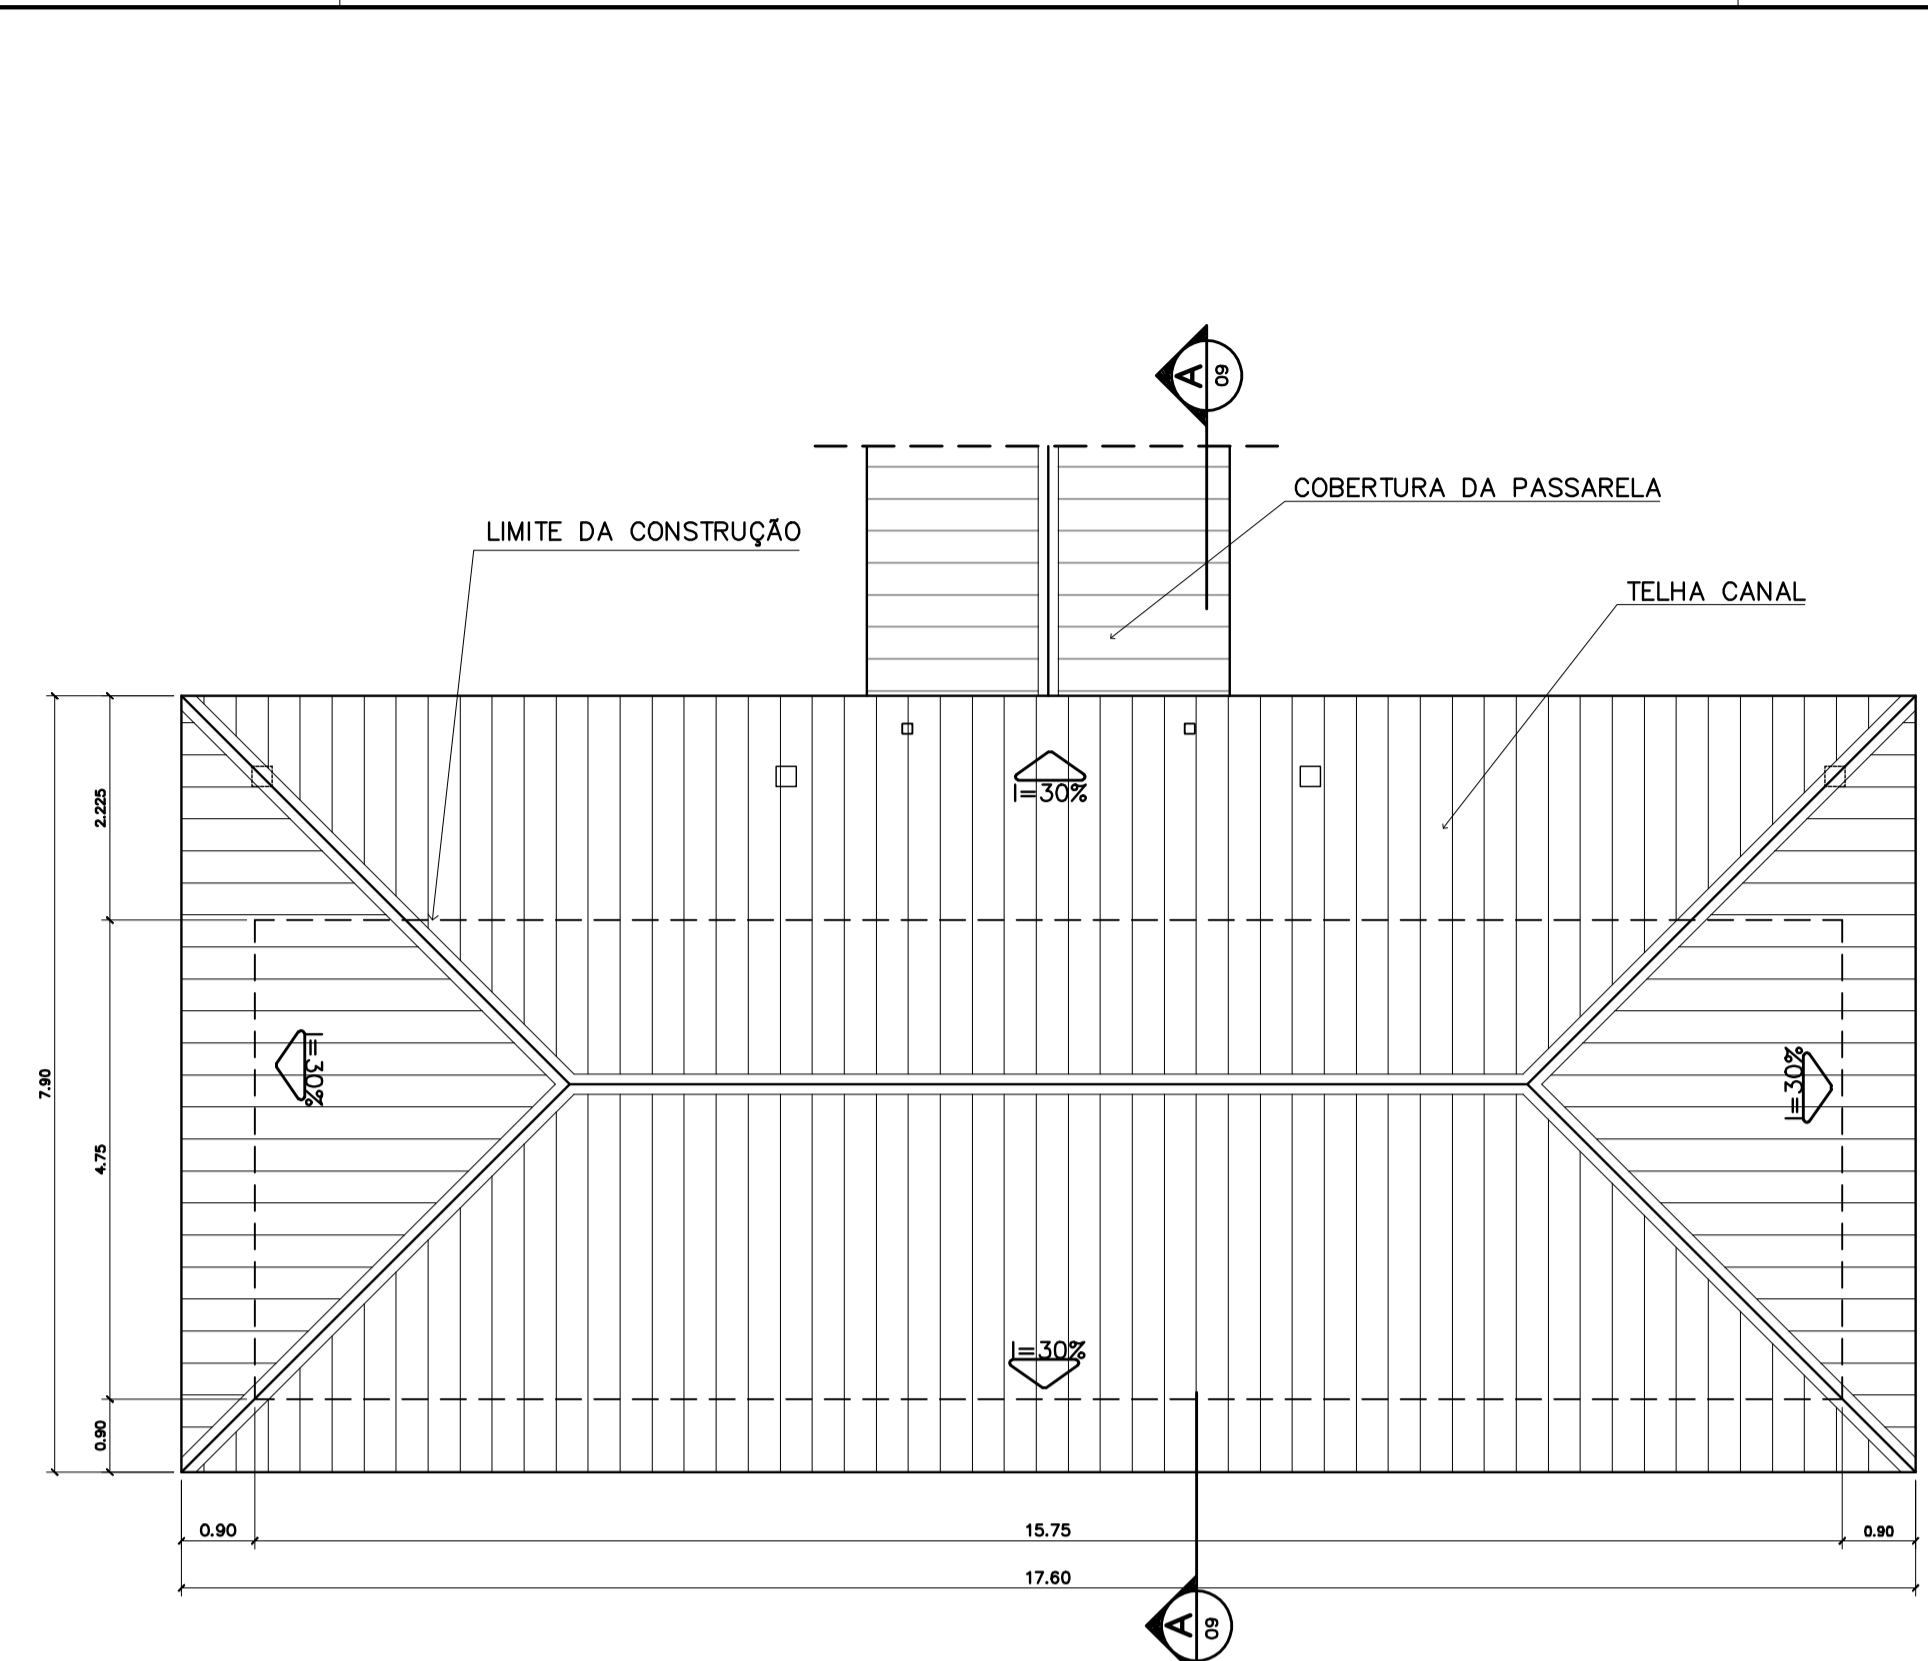 A
09
COBERTURA DA PASSARELA
LIMITE DA CONSTRUÇÃO
TELHA CANAL
I=30%
2.225
I=30%
I=30%
7.90
4.75
I=30%
0.90
0.90
15.75
0.90
17.60
A
09